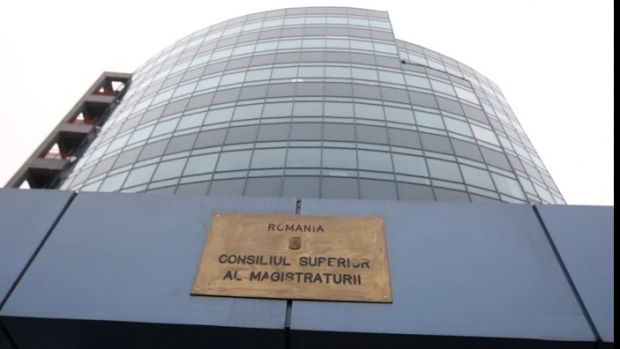 ROMANIA
CONSILIUL SUPERIOR
AL MAGISTRATURII